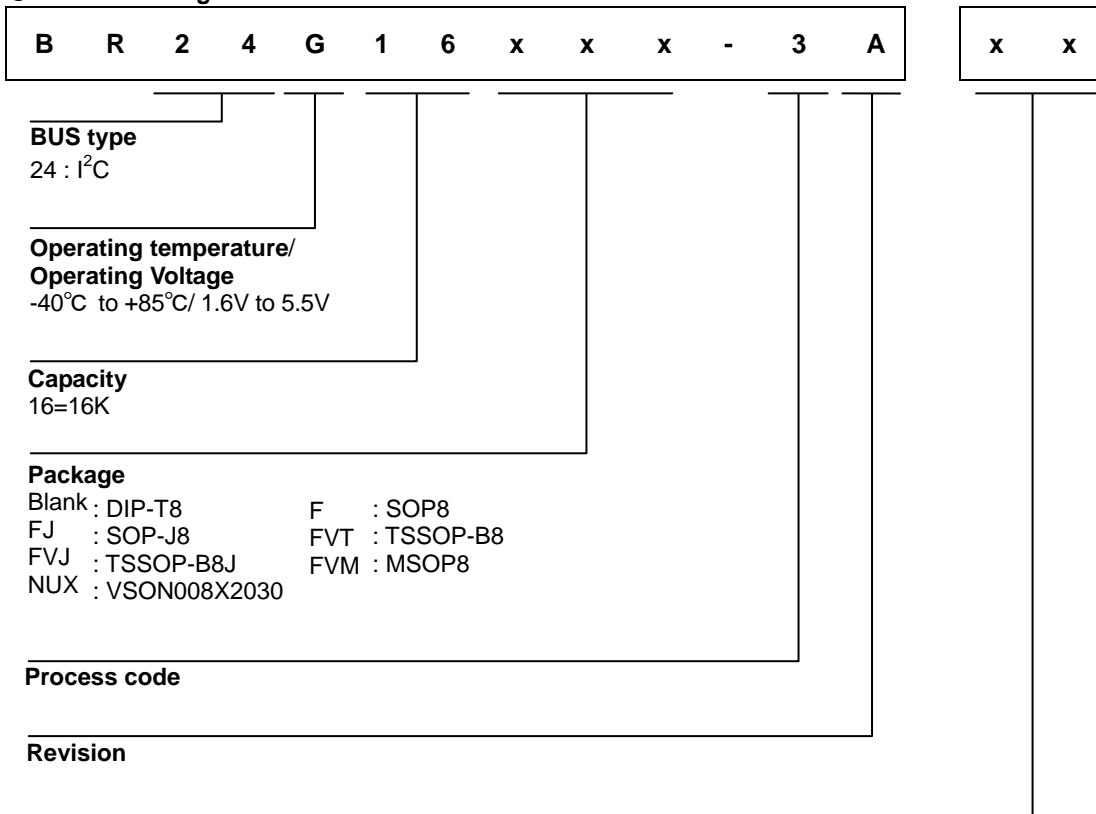 B R 2 4 G 1 6 x x x - 3 A x x
BUS type
24 : I²C
Operating temperature/
Operating Voltage
-40℃ to +85℃/ 1.6V to 5.5V
Capacity
16=16K
Package
Blank : DIP-T8 F : SOP8
FJ : SOP-J8 FVT : TSSOP-B8
FVJ : TSSOP-B8J FVM : MSOP8
NUX : VSON008X2030
Process code
Revision